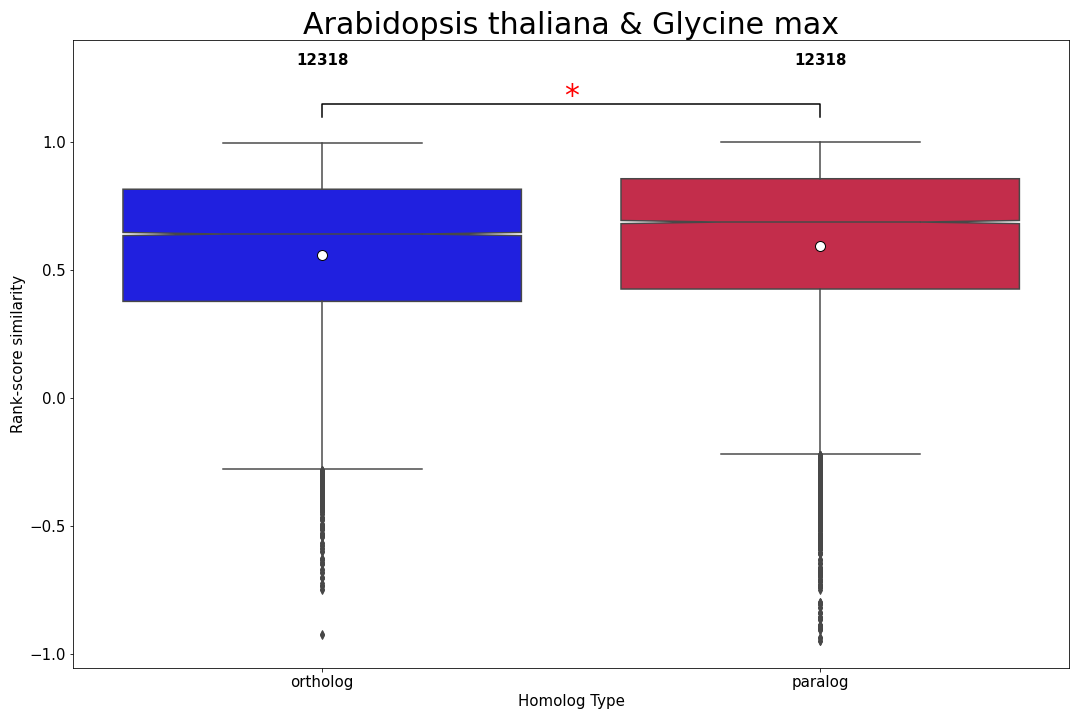 Arabidopsis thaliana & Glycine max
12318 12318
*
1.0
0.5
0.0
−0.5
−1.0
Rank-score similarity
ortholog paralog
Homolog Type